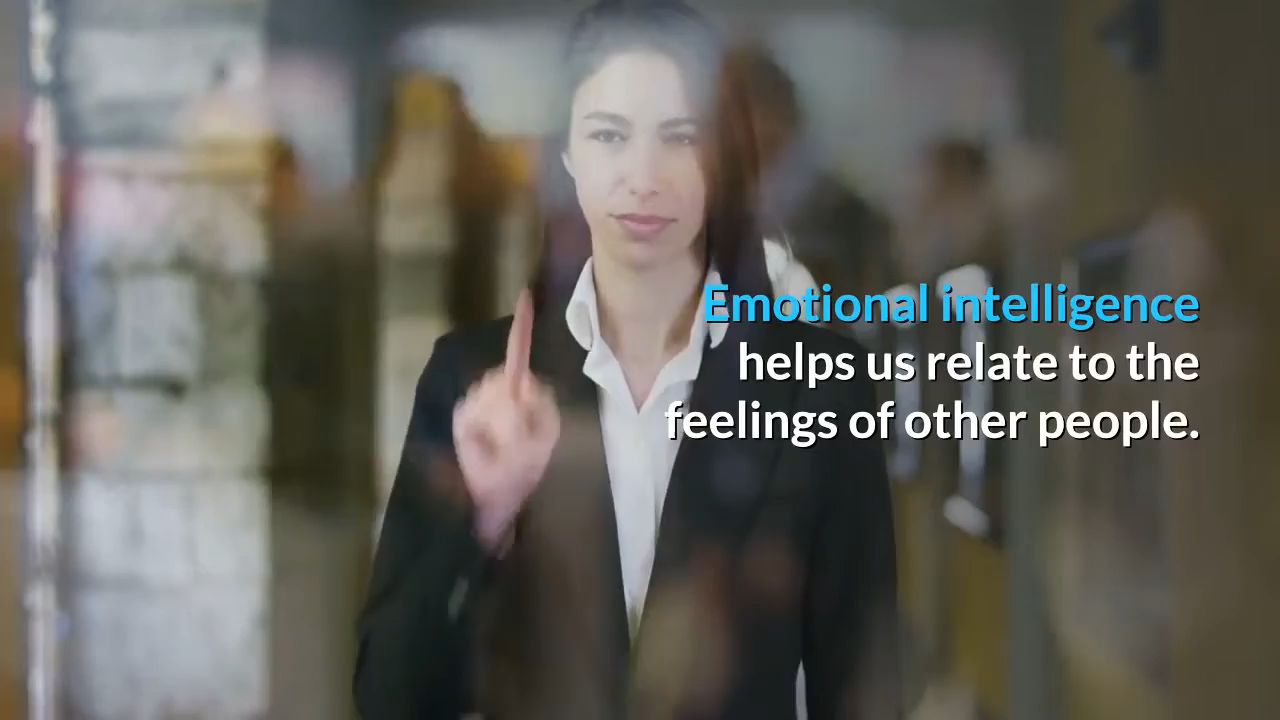 Emotional intelligence
helps us relate to the
feelings of other people.